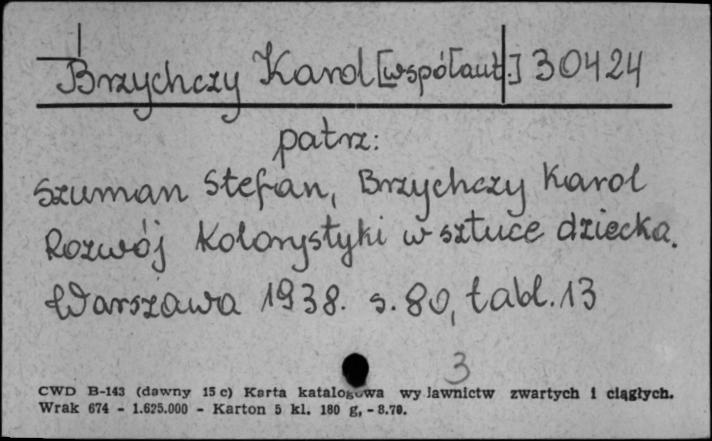 Brzychczy Karol [współaut.] 30424
patrz:
Szuman Stefan, Brzychczy Karol
Rozwój kolorystyki w sztuce dziecka.
Warszawa 1938. s. 80, tabl. 13
3
CWD B-143 (dawny 15 c) Karta katalogowa wydawnictw zwartych i ciągłych.
Wrak 674 - 1.625.000 - Karton 5 kl. 180 g, - 8.70.